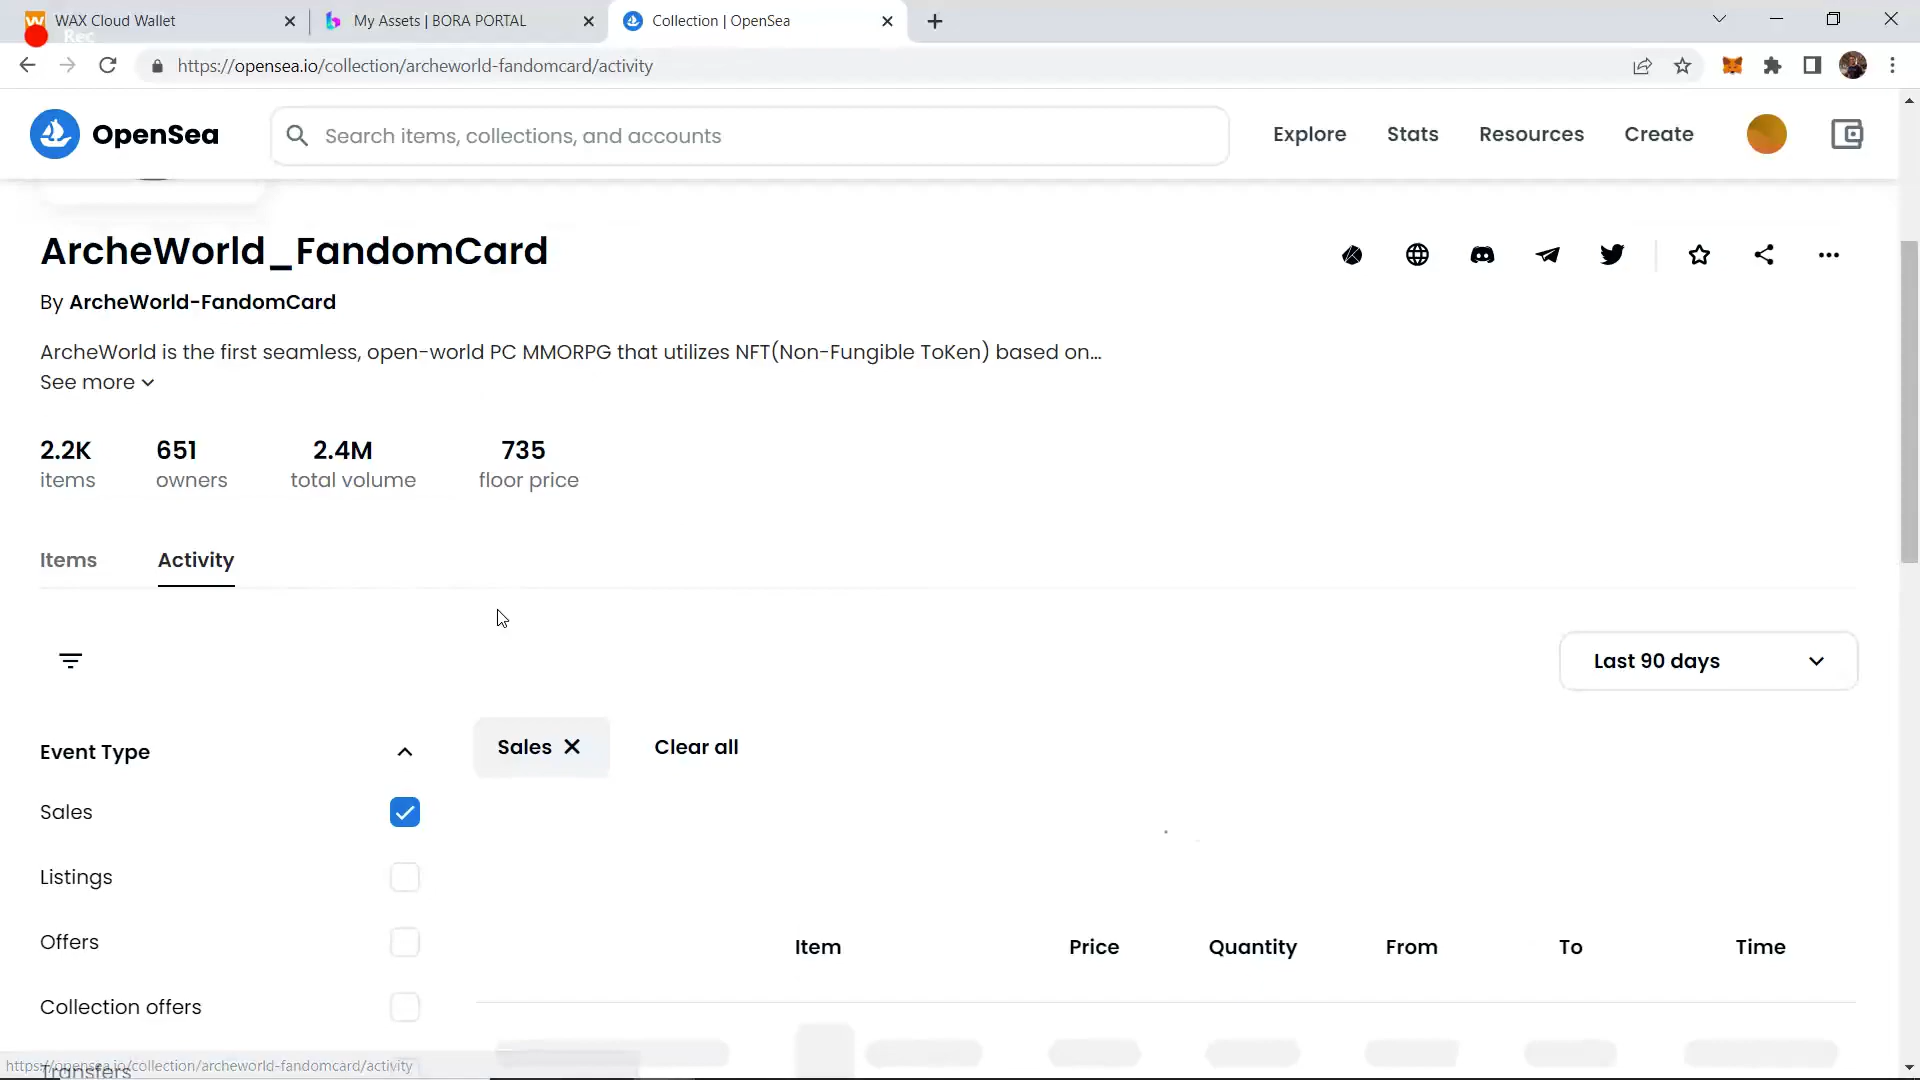 WAX Cloud Wallet
My Assets | BORA PORTAL
Collection | OpenSea
Rec
https://opensea.io/collection/archeworld-fandomcard/activity
OpenSea
Search items, collections, and accounts
Explore
Stats
Resources
Create
ArcheWorld_FandomCard
By ArcheWorld-FandomCard
ArcheWorld is the first seamless, open-world PC MMORPG that utilizes NFT(Non-Fungible ToKen) based on...
See more
2.2K
items
651
owners
2.4M
total volume
735
floor price
Items
Activity
Last 90 days
Event Type
Sales
Clear all
Sales
Listings
Offers
Collection offers
Item
Price
Quantity
From
To
Time
https://opensea.io/collection/archeworld-fandomcard/activity
Transfers